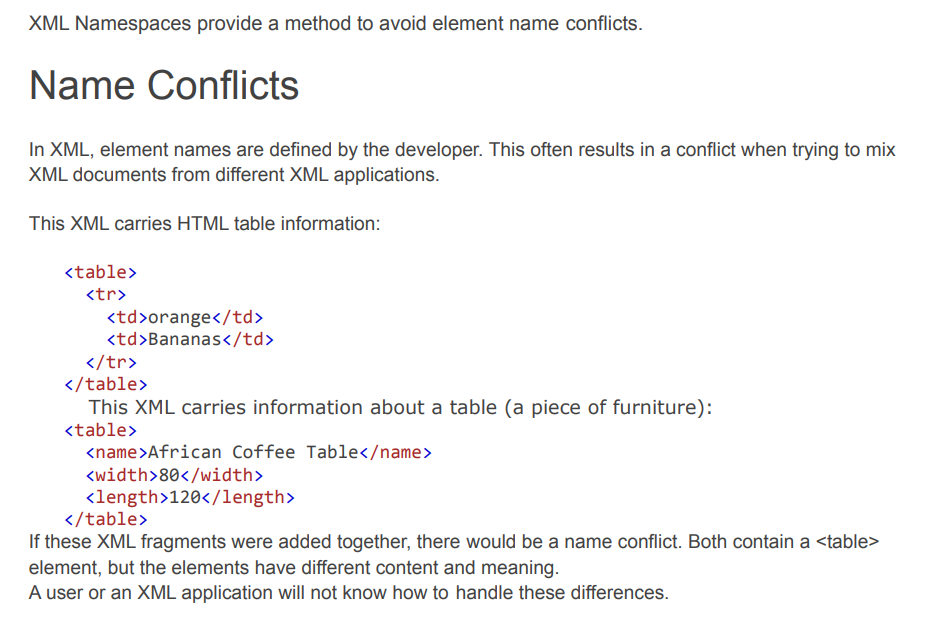 XML Namespaces provide a method to avoid element name conflicts.
Name Conflicts
In XML, element names are defined by the developer. This often results in a conflict when trying to mix
XML documents from different XML applications.
This XML carries HTML table information:
<table>
  <tr>
    <td>orange</td>
    <td>Bananas</td>
  </tr>
</table>
This XML carries information about a table (a piece of furniture):
<table>
  <name>African Coffee Table</name>
  <width>80</width>
  <length>120</length>
</table>
If these XML fragments were added together, there would be a name conflict. Both contain a <table>
element, but the elements have different content and meaning.
A user or an XML application will not know how to handle these differences.